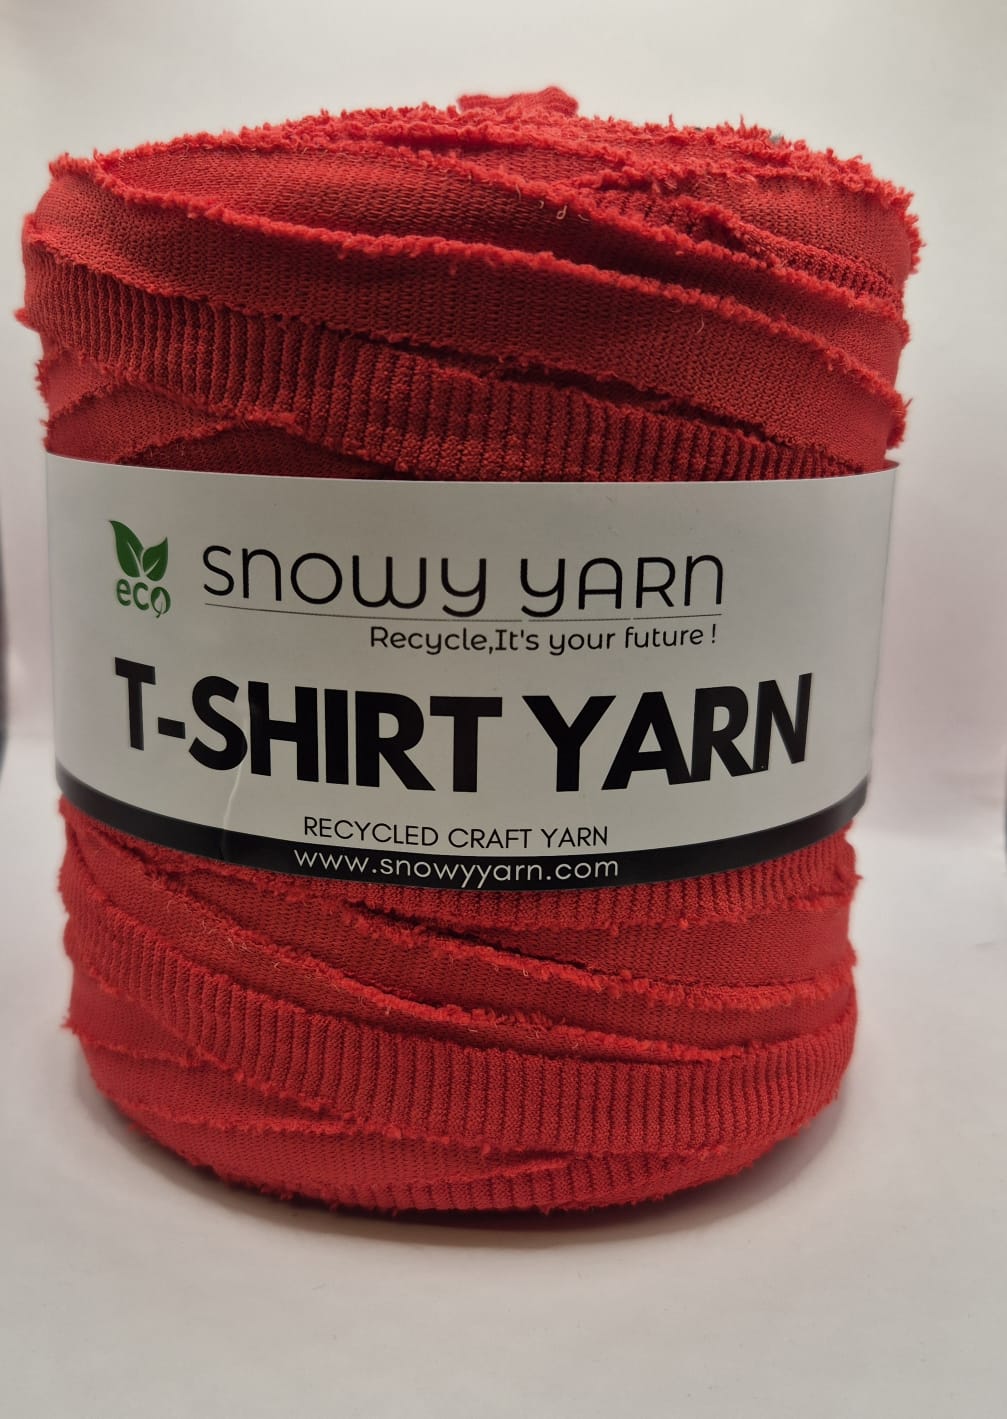 eco
SNOWY YARN
Recycle,It's your future !
T-SHIRT YARN
RECYCLED CRAFT YARN
www.snowyyarn.com